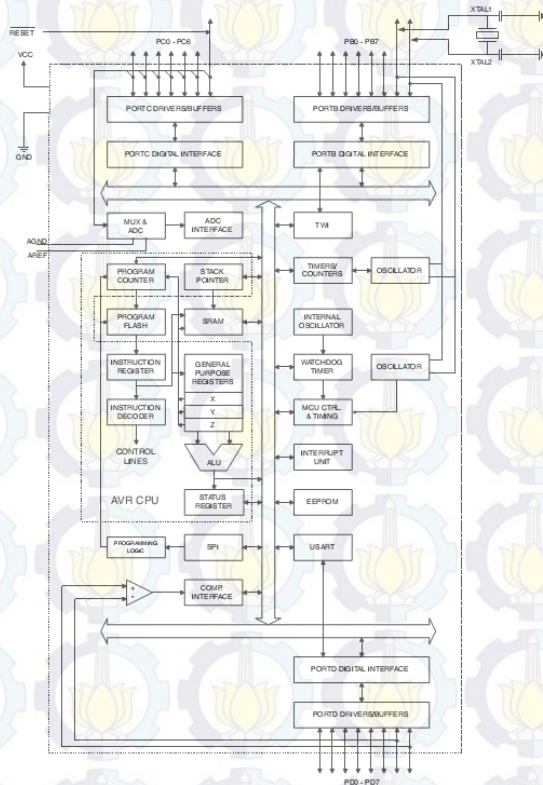 XTAL1
RESET
PC0 - PC6
PB0 - PB7
VCC
XTAL2
PORTC DRIVERS/BUFFERS
PORTB DRIVERS/BUFFERS
GND
PORTC DIGITAL INTERFACE
PORTB DIGITAL INTERFACE
MUX & ADC
ADC INTERFACE
TWI
AGND
AREF
PROGRAM COUNTER
STACK POINTER
TIMERS/ COUNTERS
OSCILLATOR
PROGRAM FLASH
SRAM
INTERNAL OSCILLATOR
INSTRUCTION REGISTER
GENERAL PURPOSE REGISTERS
WATCHDOG TIMER
OSCILLATOR
X
Y
Z
INSTRUCTION DECODER
MCU CTRL. & TIMING
CONTROL LINES
ALU
INTERRUPT UNIT
AVR CPU
STATUS REGISTER
EEPROM
PROGRAMMING LOGIC
SPI
USART
+
-
COMP. INTERFACE
PORTD DIGITAL INTERFACE
PORTD DRIVERS/BUFFERS
PD0 - PD7